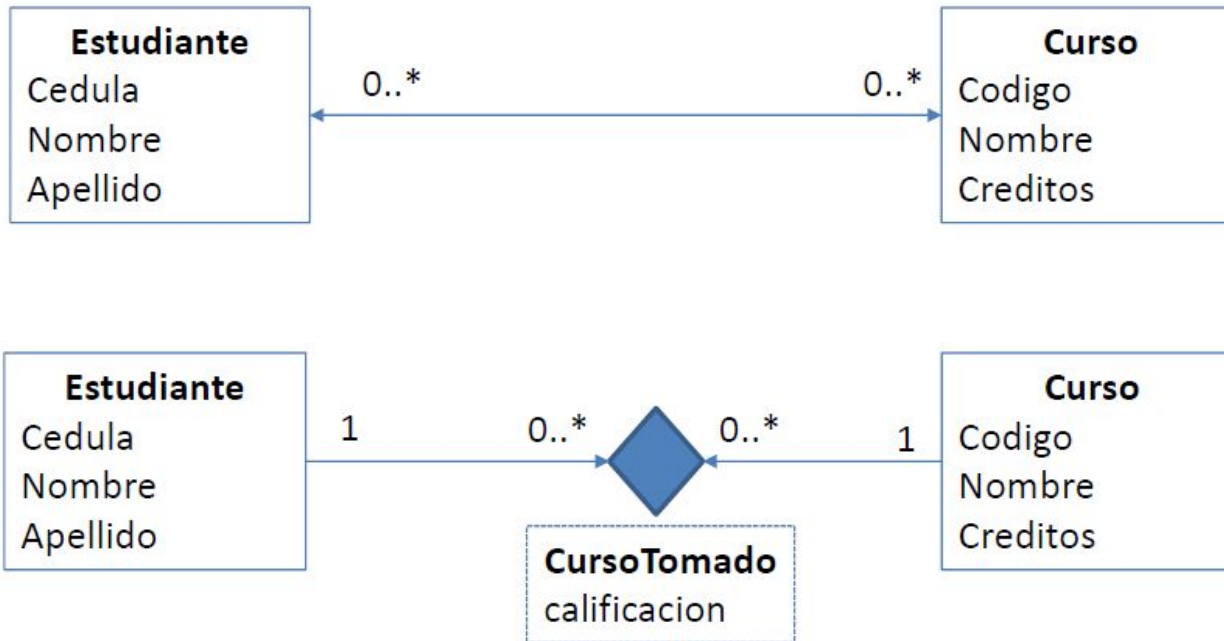 Estudiante
Cedula
Nombre
Apellido
0..*
0..*
Curso
Codigo
Nombre
Creditos
Estudiante
Cedula
Nombre
Apellido
1
0..*
0..*
1
CursoTomado
calificacion
Curso
Codigo
Nombre
Creditos